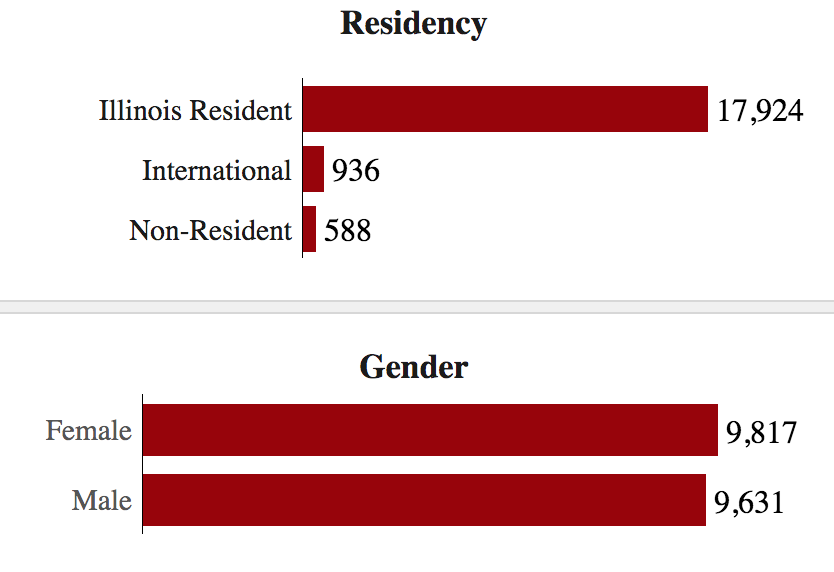 Residency
Illinois Resident 17,924
International 936
Non-Resident 588
Gender
Female 9,817
Male 9,631